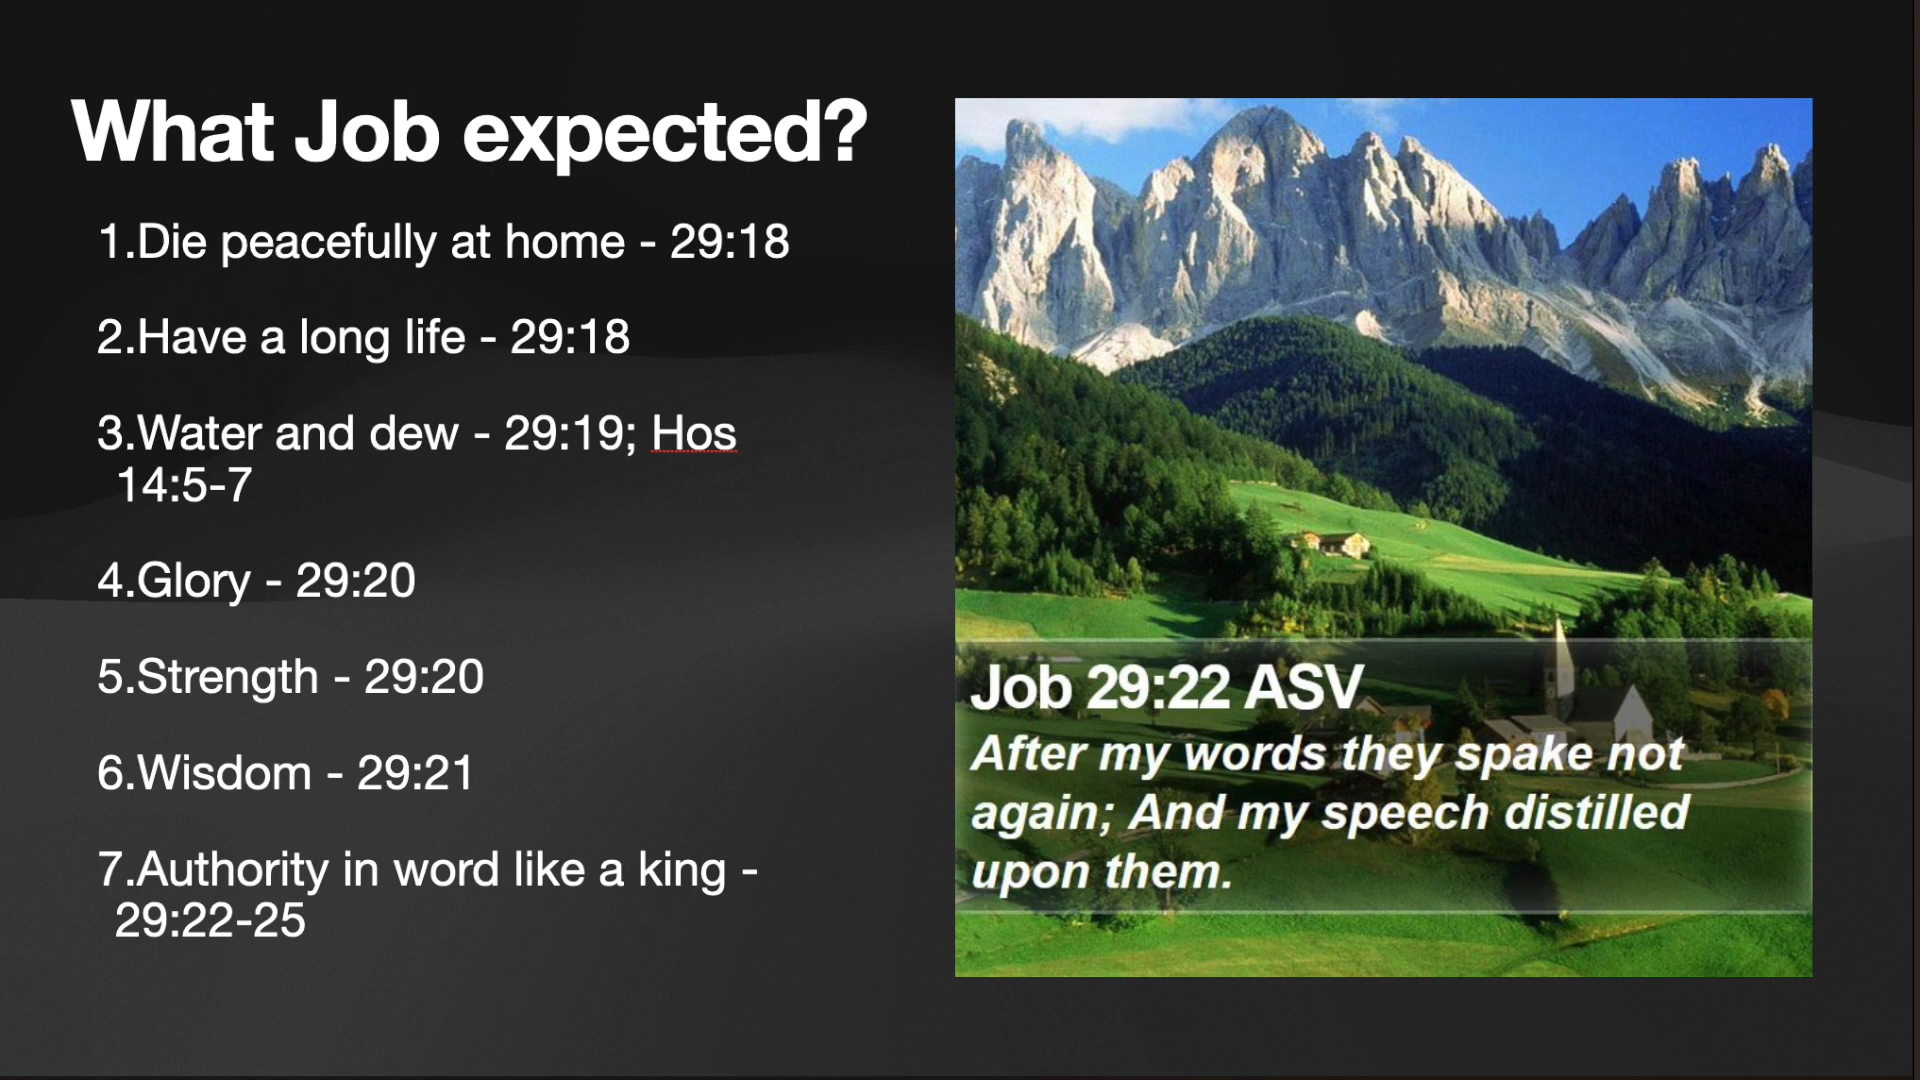 What Job expected?
1.Die peacefully at home - 29:18
2.Have a long life - 29:18
3.Water and dew - 29:19; Hos
14:5-7
4.Glory - 29:20
5.Strength - 29:20
6.Wisdom - 29:21
7.Authority in word like a king -
29:22-25
Job 29:22 ASV
After my words they spake not
again; And my speech distilled
upon them.